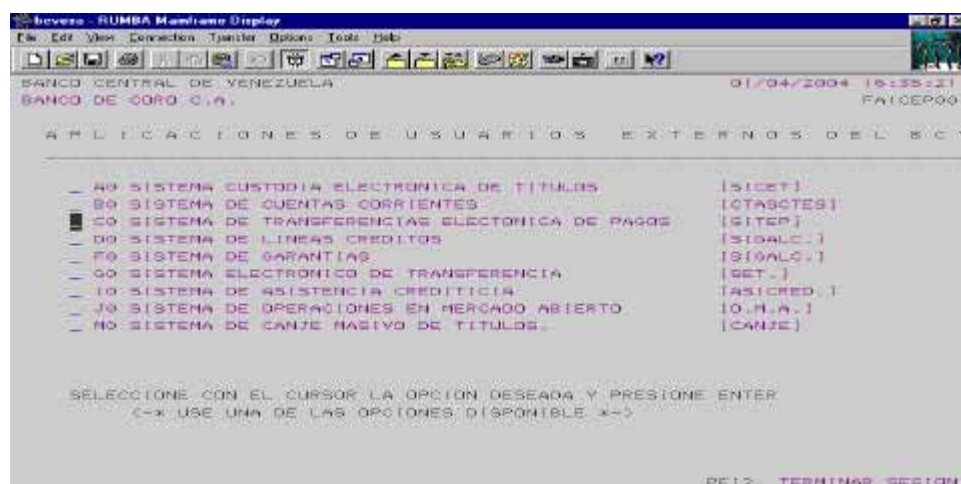 bcvess - RUMBA Mainframe Display
File Edit View Connection Transfer Options Tools Help
BANCO CENTRAL DE VENEZUELA 01/04/2004 16:35:21
BANCO DE CORO C.A. FAICEP00
A P L I C A C I O N E S D E U S U A R I O S E X T E R N O S D E L B C V
_ A0 SISTEMA CUSTODIA ELECTRONICA DE TITULOS [SICET]
_ B0 SISTEMA DE CUENTAS CORRIENTES [CTASCTES]
C0 SISTEMA DE TRANSFERENCIAS ELECTONICA DE PAGOS [SITEP]
_ D0 SISTEMA DE LINEAS CREDITOS [SIGALC.]
_ F0 SISTEMA DE GARANTIAS [SIGALC.]
_ G0 SISTEMA ELECTRONICO DE TRANSFERENCIA [SET.]
_ I0 SISTEMA DE ASISTENCIA CREDITICIA [ASICRED.]
_ J0 SISTEMA DE OPERACIONES EN MERCADO ABIERTO [O.M.A.]
_ M0 SISTEMA DE CANJE MASIVO DE TITULOS. [CANJE]
SELECCIONE CON EL CURSOR LA OPCION DESEADA Y PRESIONE ENTER
<-* USE UNA DE LAS OPCIONES DISPONIBLE *->
PF12 TERMINAR SESION